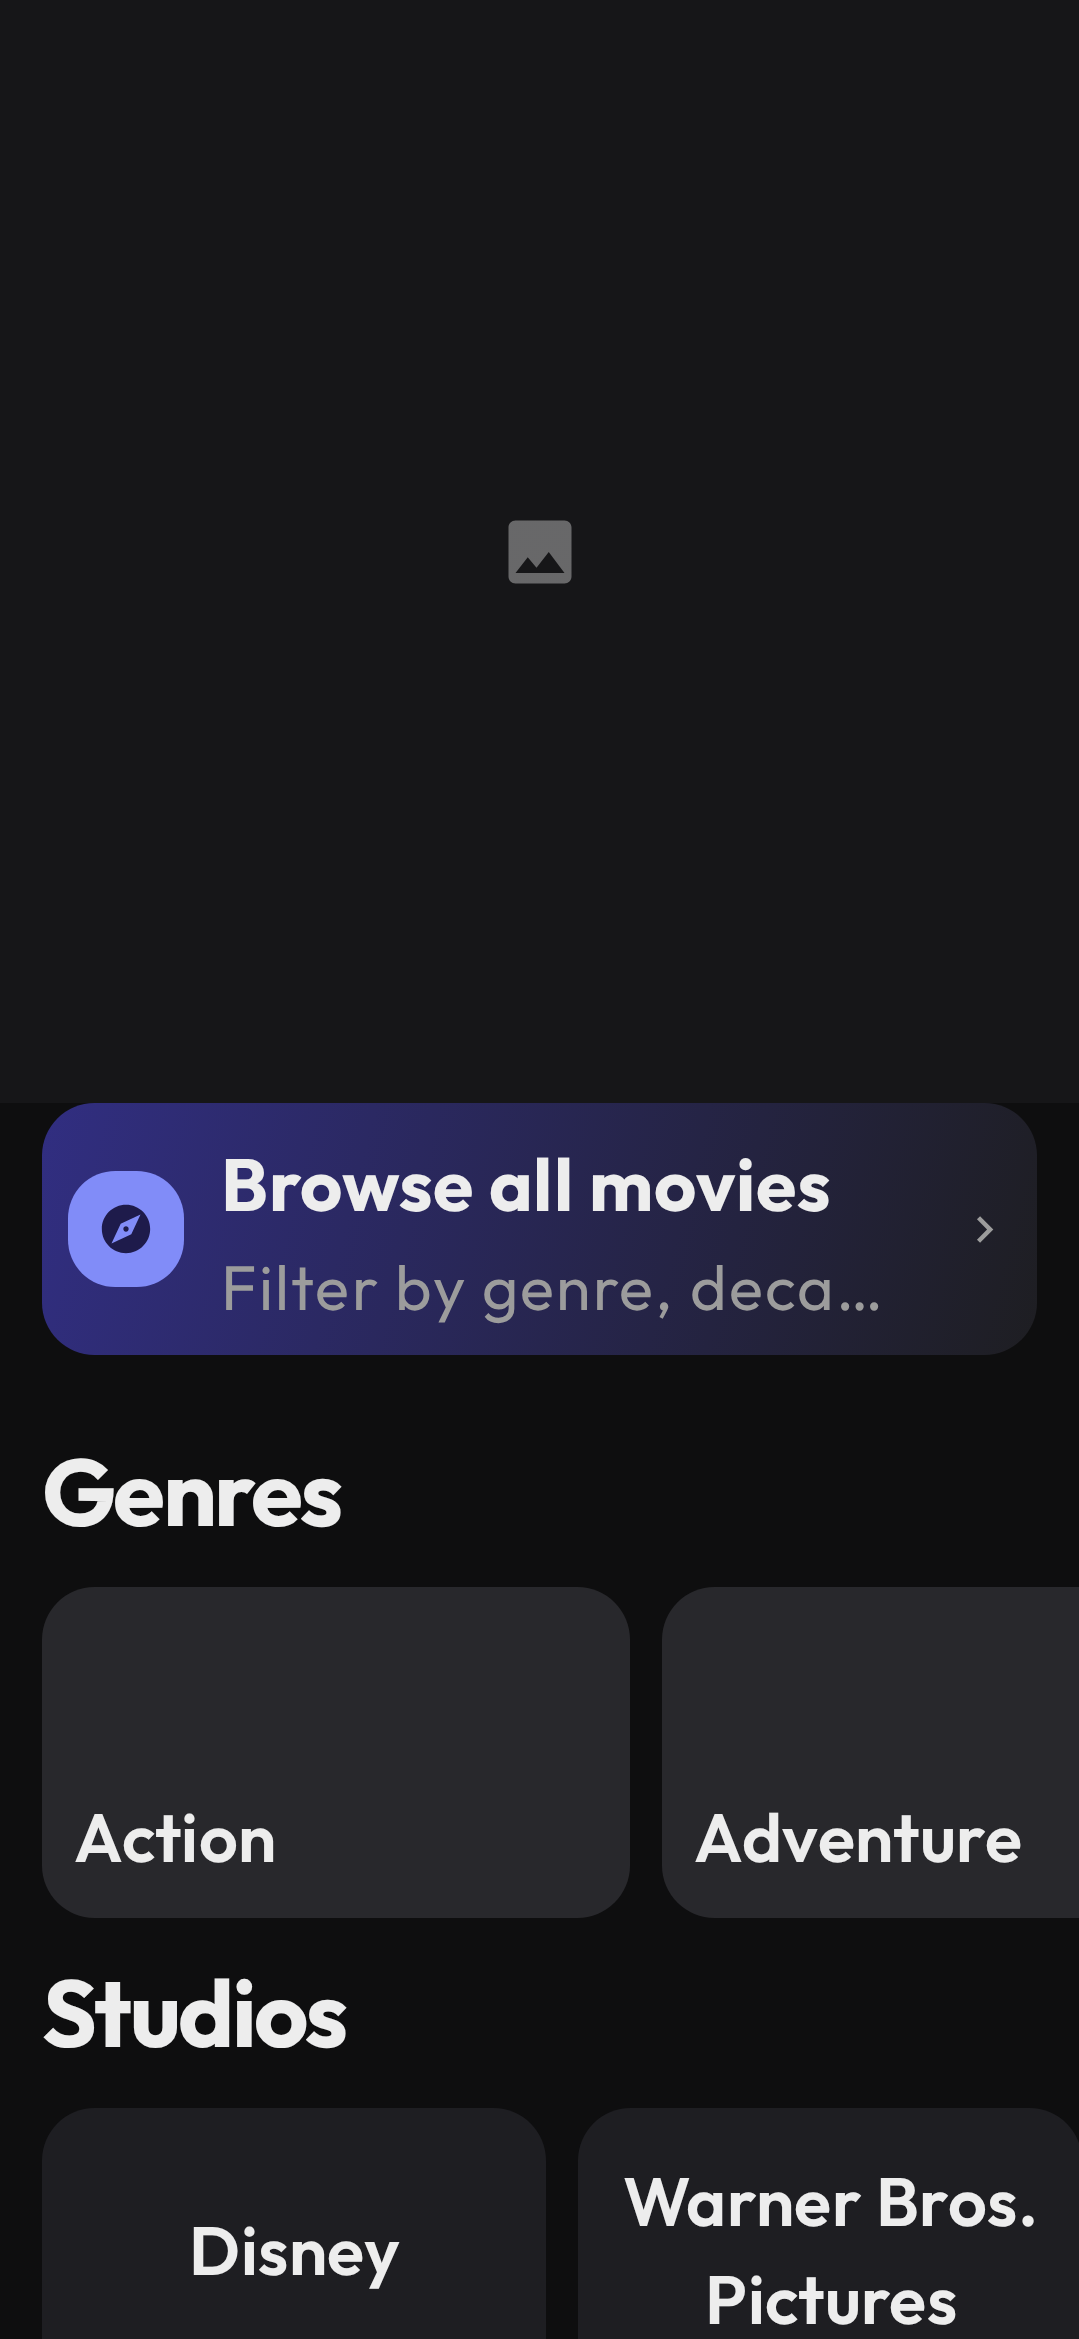 Browse all movies
Filter by genre, deca...
Genres
Action
Adventure
Studios
Disney
Warner Bros.
Pictures